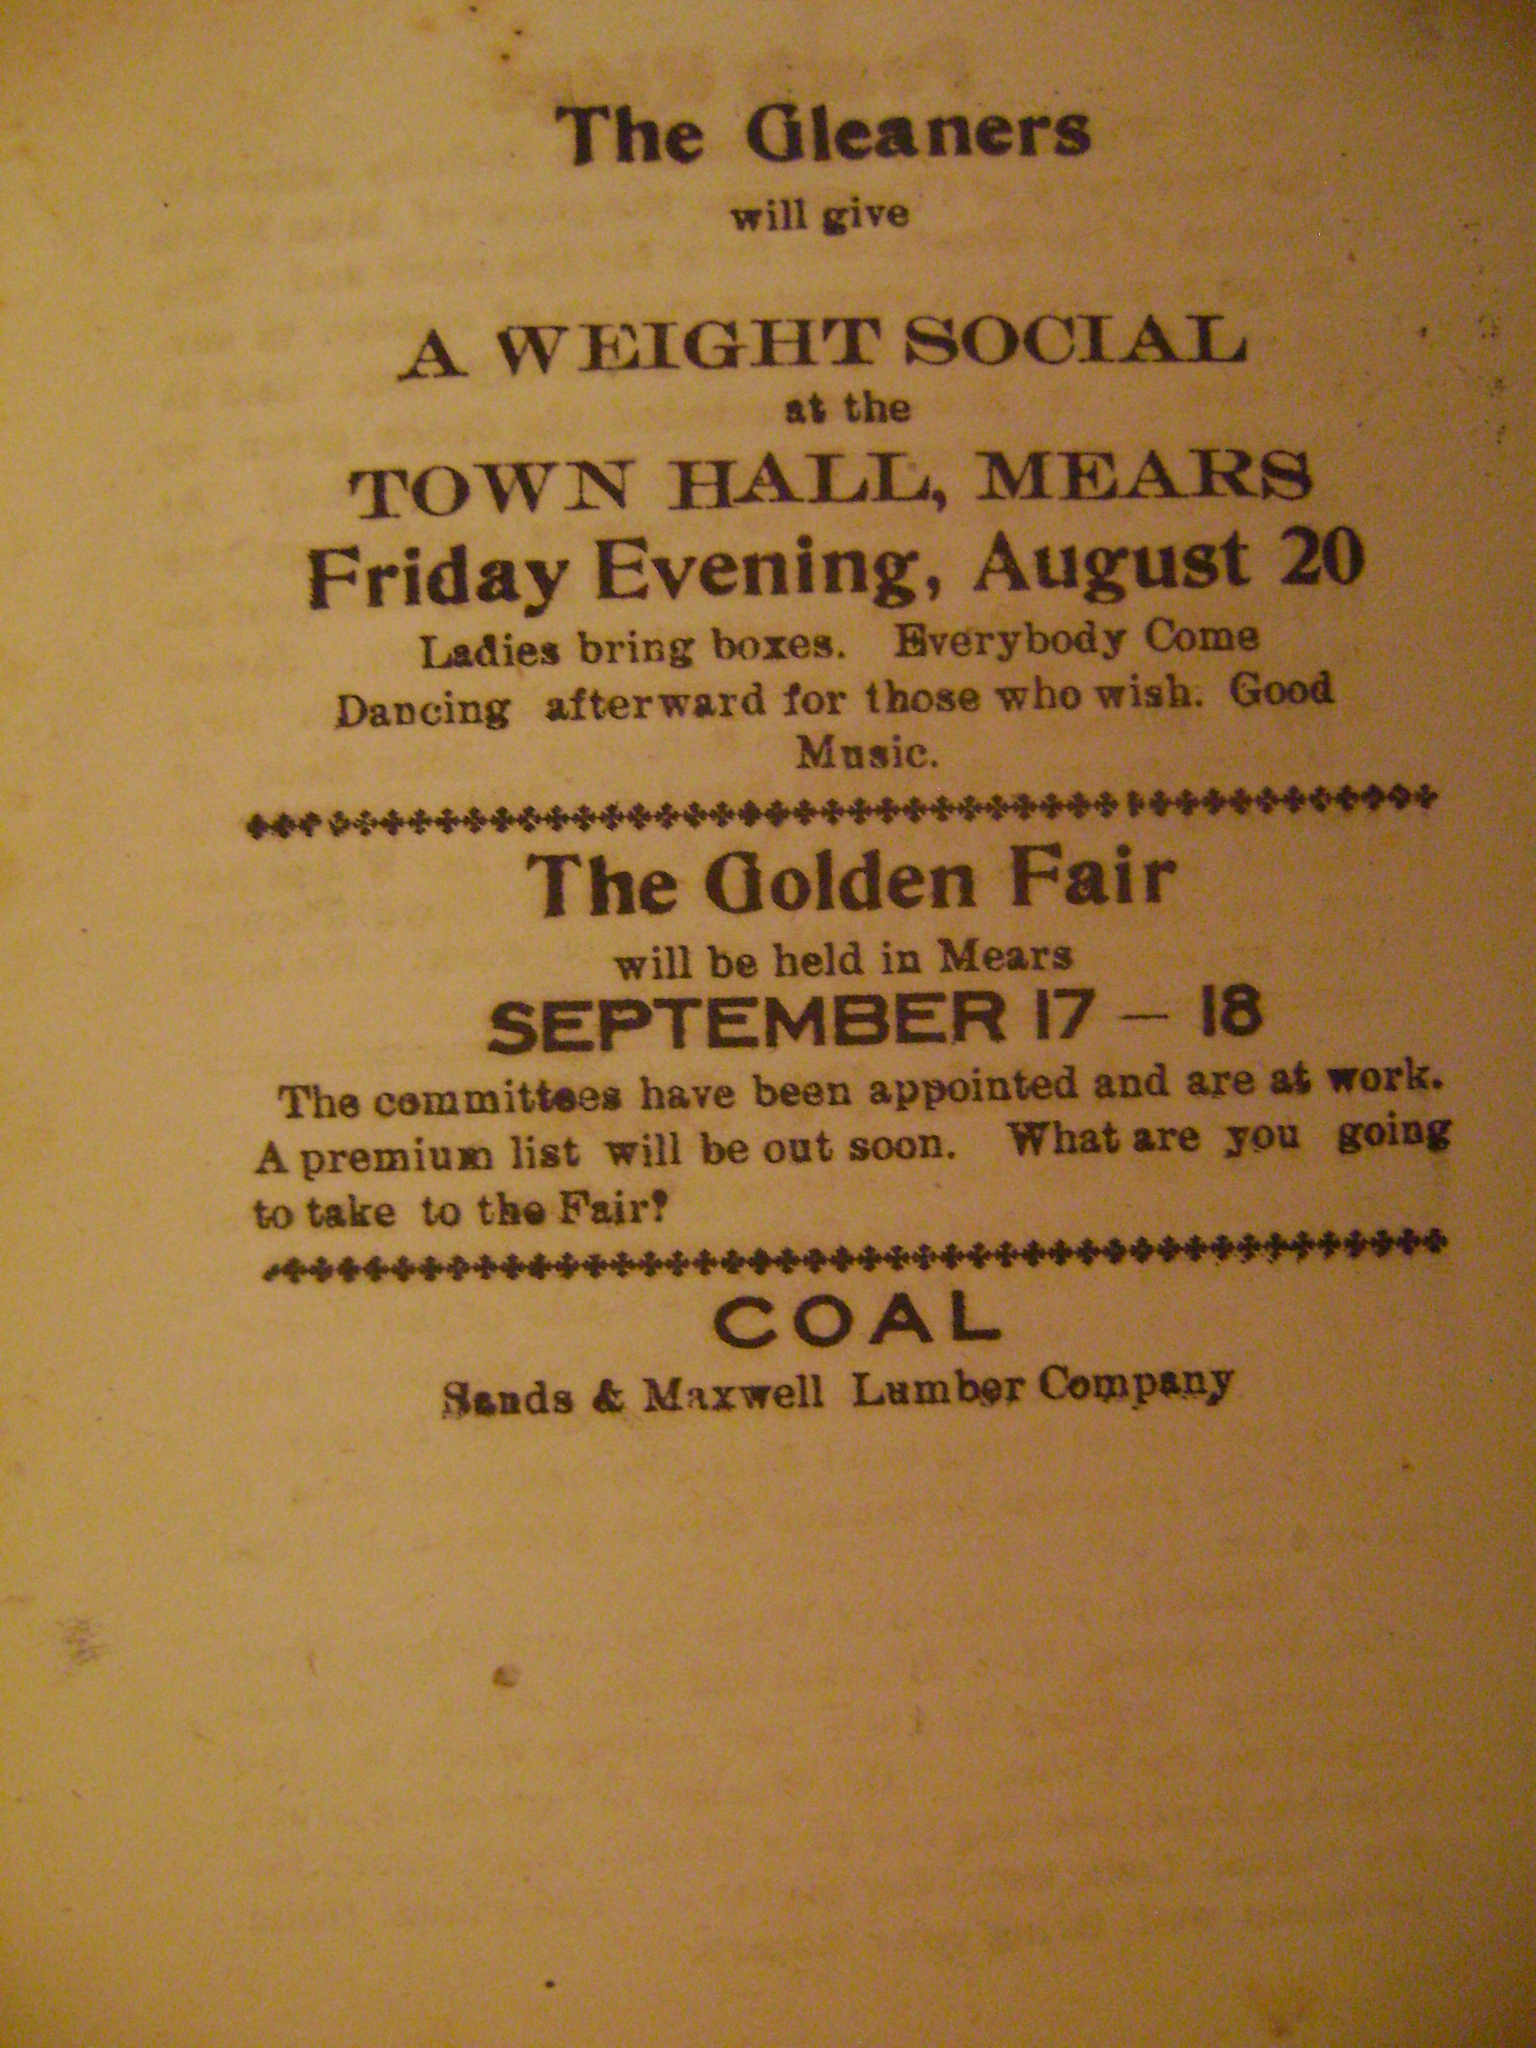 The Gleaners
will give
A WEIGHT SOCIAL
at the
TOWN HALL, MEARS
Friday Evening, August 20
Ladies bring boxes. Everybody Come
Dancing afterward for those who wish. Good
Music.
The Golden Fair
will be held in Mears
SEPTEMBER 17 — 18
The committees have been appointed and are at work.
A premium list will be out soon. What are you going
to take to the Fair?
COAL
Sands & Maxwell Lumber Company